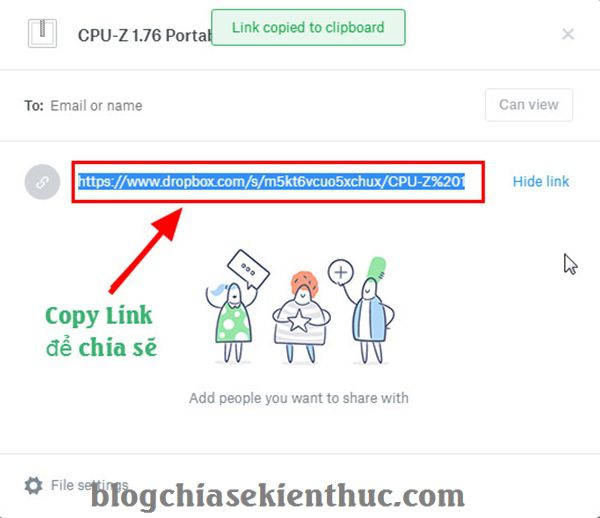 Link copied to clipboard
CPU-Z 1.76 Portab
To: Email or name
Can view
https://www.dropbox.com/s/m5kt6vcuo5xchux/CPU-Z%201
Hide link
Copy Link
để chia sẽ
Add people you want to share with
File settings
blogchiasekienthuc.com